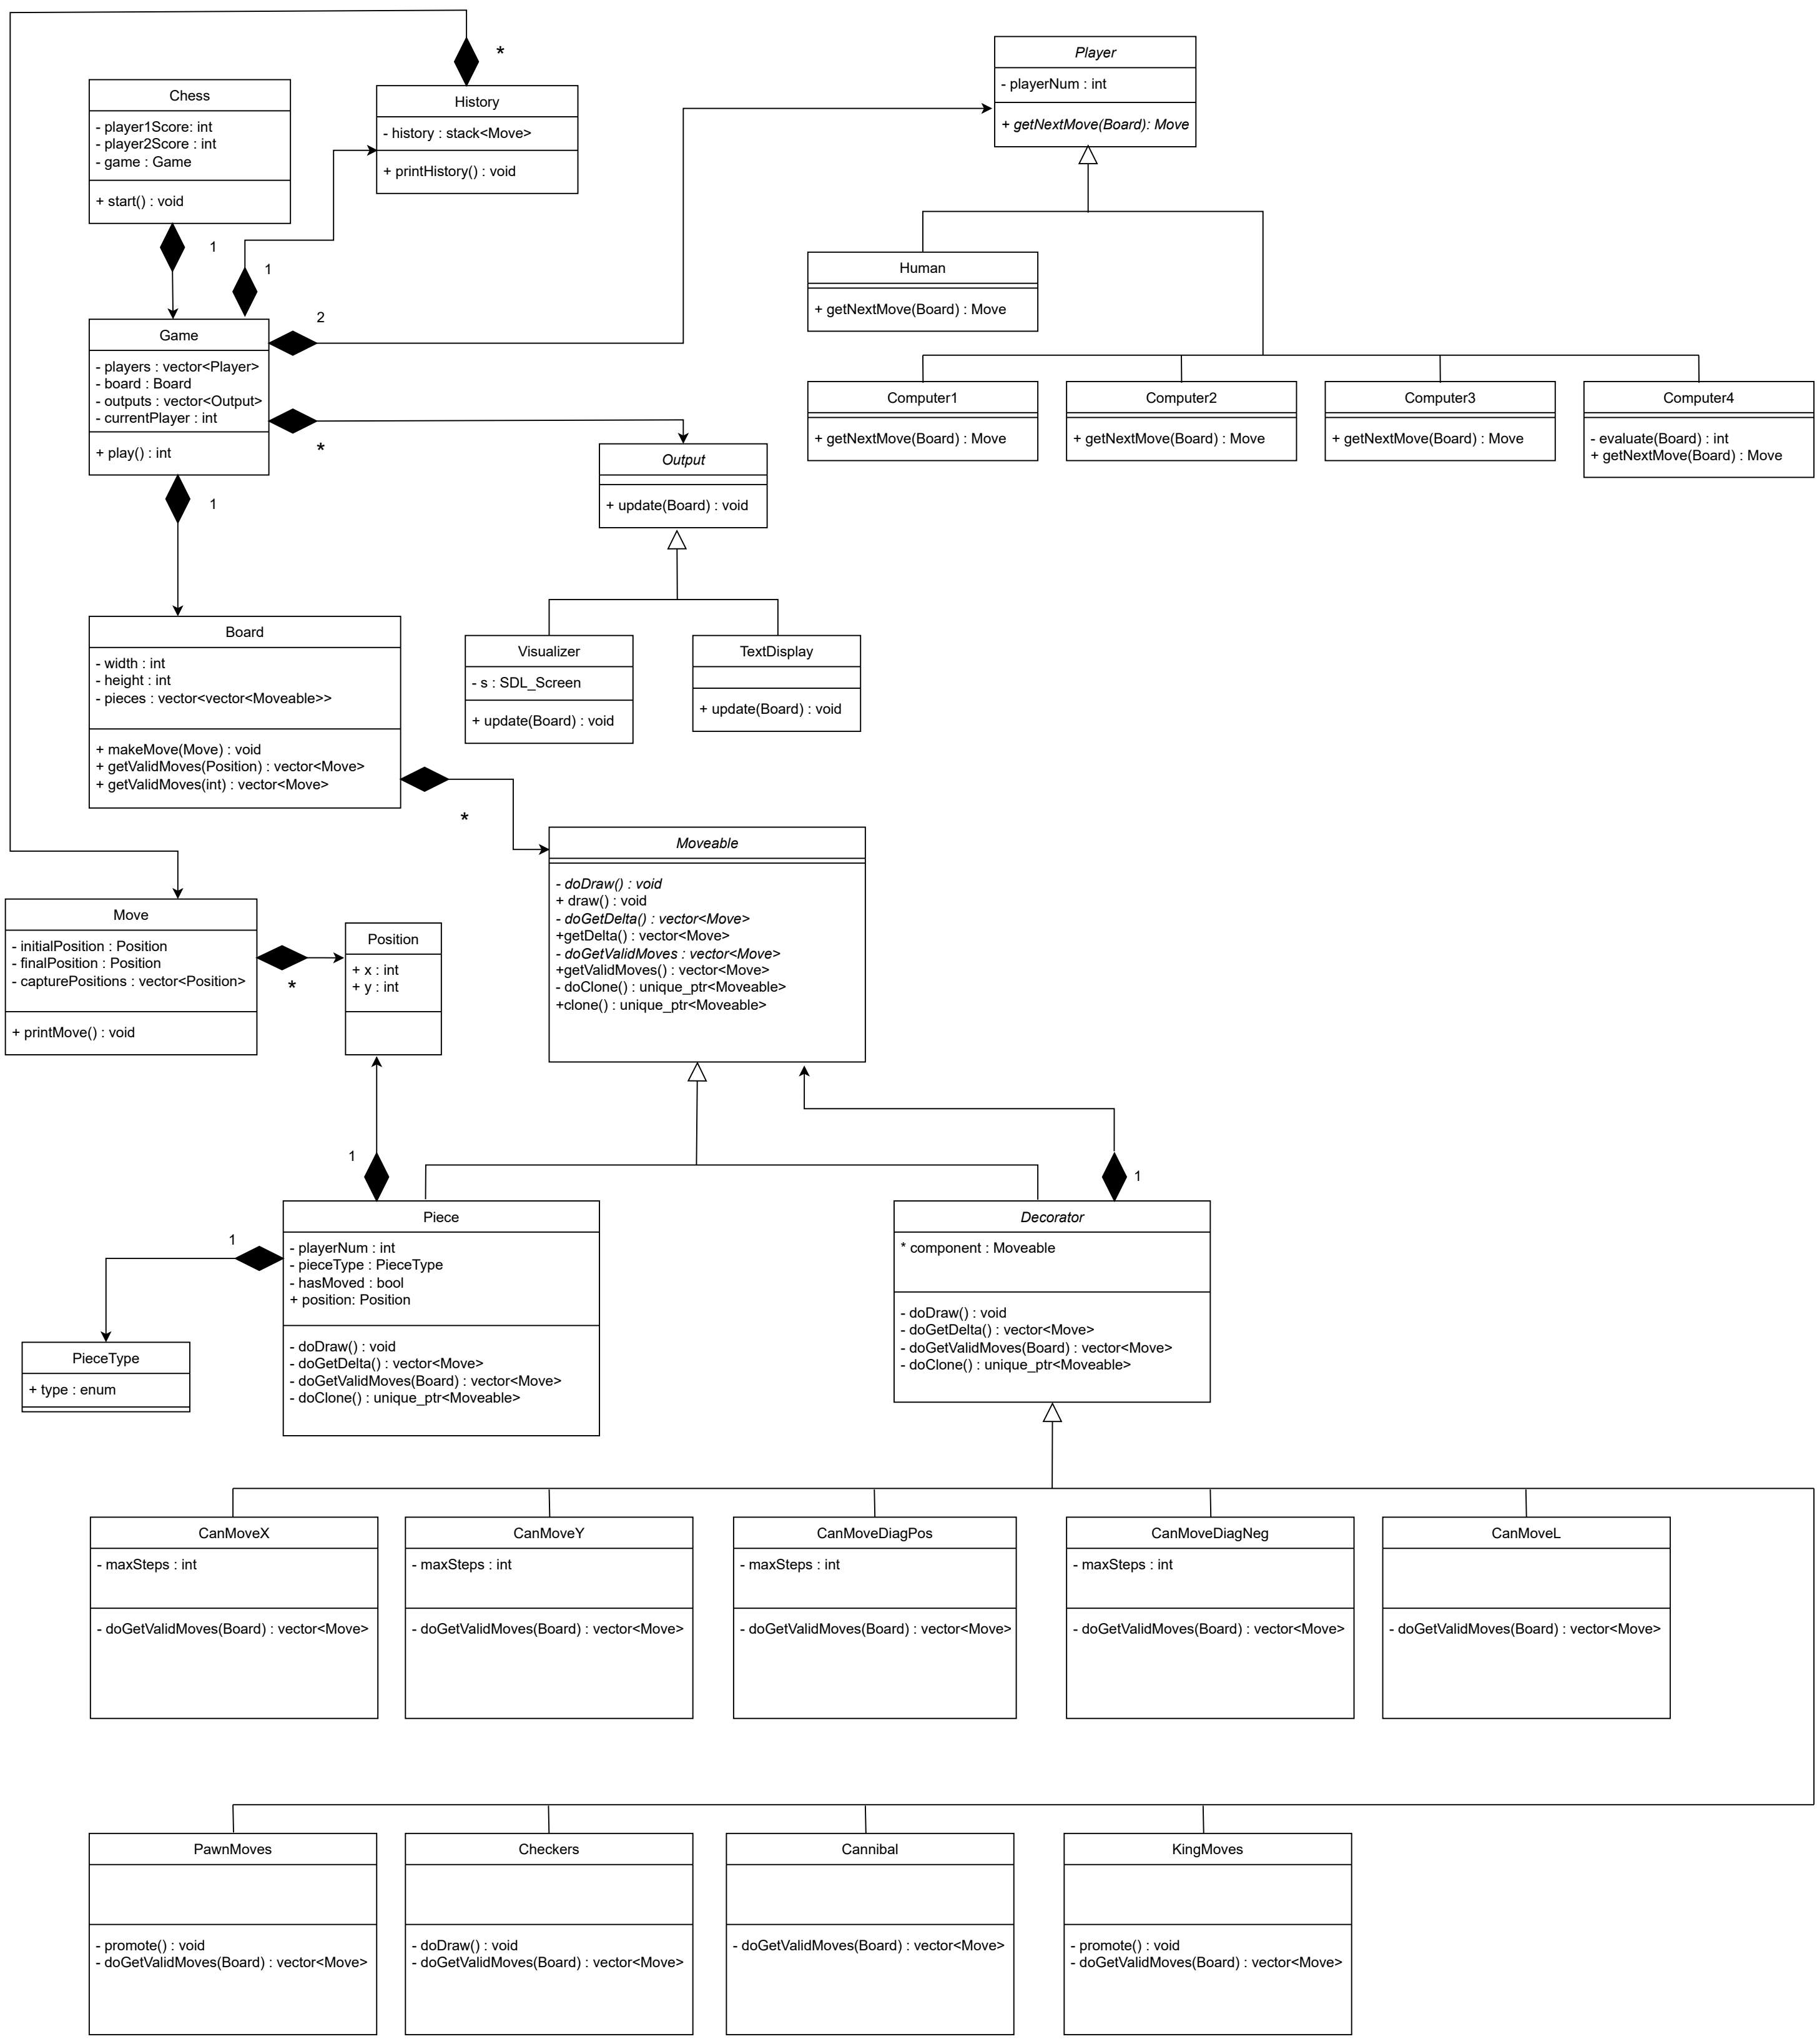 *
Chess
- player1Score: int
- player2Score : int
- game : Game
+ start() : void
History
- history : stack<Move>
+ printHistory() : void
Player
- playerNum : int
+ getNextMove(Board): Move
1
1
Human
+ getNextMove(Board) : Move
Game
- players : vector<Player>
- board : Board
- outputs : vector<Output>
- currentPlayer : int
+ play() : int
2
*
1
Computer1
+ getNextMove(Board) : Move
Computer2
+ getNextMove(Board) : Move
Computer3
+ getNextMove(Board) : Move
Computer4
- evaluate(Board) : int
+ getNextMove(Board) : Move
Output
+ update(Board) : void
Board
- width : int
- height : int
- pieces : vector<vector<Moveable>>
+ makeMove(Move) : void
+ getValidMoves(Position) : vector<Move>
+ getValidMoves(int) : vector<Move>
Visualizer
- s : SDL_Screen
+ update(Board) : void
TextDisplay
+ update(Board) : void
*
Moveable
- doDraw() : void
+ draw() : void
- doGetDelta() : vector<Move>
+getDelta() : vector<Move>
- doGetValidMoves : vector<Move>
+getValidMoves() : vector<Move>
- doClone() : unique_ptr<Moveable>
+clone() : unique_ptr<Moveable>
Move
- initialPosition : Position
- finalPosition : Position
- capturePositions : vector<Position>
+ printMove() : void
*
Position
+ x : int
+ y : int
1
1
1
Piece
- playerNum : int
- pieceType : PieceType
- hasMoved : bool
+ position: Position
- doDraw() : void
- doGetDelta() : vector<Move>
- doGetValidMoves(Board) : vector<Move>
- doClone() : unique_ptr<Moveable>
Decorator
* component : Moveable
- doDraw() : void
- doGetDelta() : vector<Move>
- doGetValidMoves(Board) : vector<Move>
- doClone() : unique_ptr<Moveable>
PieceType
+ type : enum
CanMoveX
- maxSteps : int
- doGetValidMoves(Board) : vector<Move>
CanMoveY
- maxSteps : int
- doGetValidMoves(Board) : vector<Move>
CanMoveDiagPos
- maxSteps : int
- doGetValidMoves(Board) : vector<Move>
CanMoveDiagNeg
- maxSteps : int
- doGetValidMoves(Board) : vector<Move>
CanMoveL
- doGetValidMoves(Board) : vector<Move>
PawnMoves
- promote() : void
- doGetValidMoves(Board) : vector<Move>
Checkers
- doDraw() : void
- doGetValidMoves(Board) : vector<Move>
Cannibal
- doGetValidMoves(Board) : vector<Move>
KingMoves
- promote() : void
- doGetValidMoves(Board) : vector<Move>